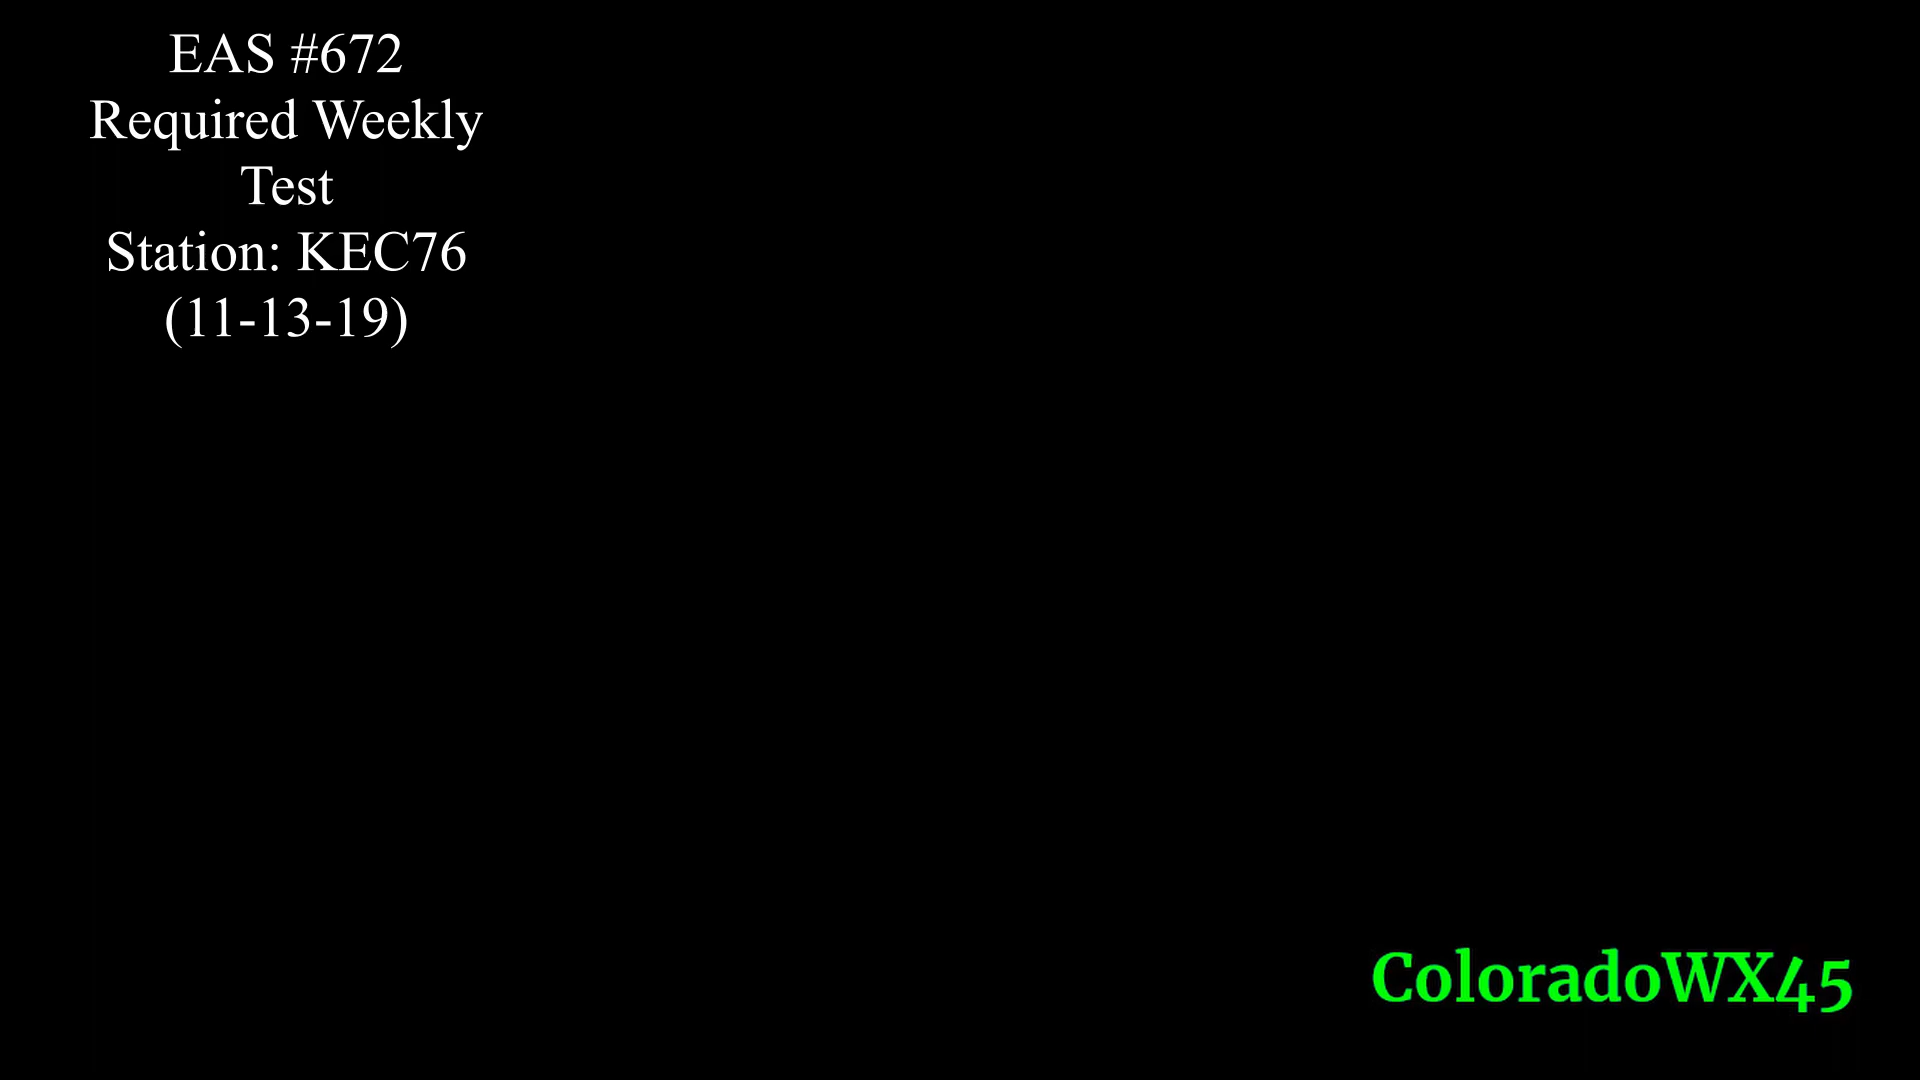 EAS #672
Required Weekly
Test
Station: KEC76
(11-13-19)
ColoradoWX45